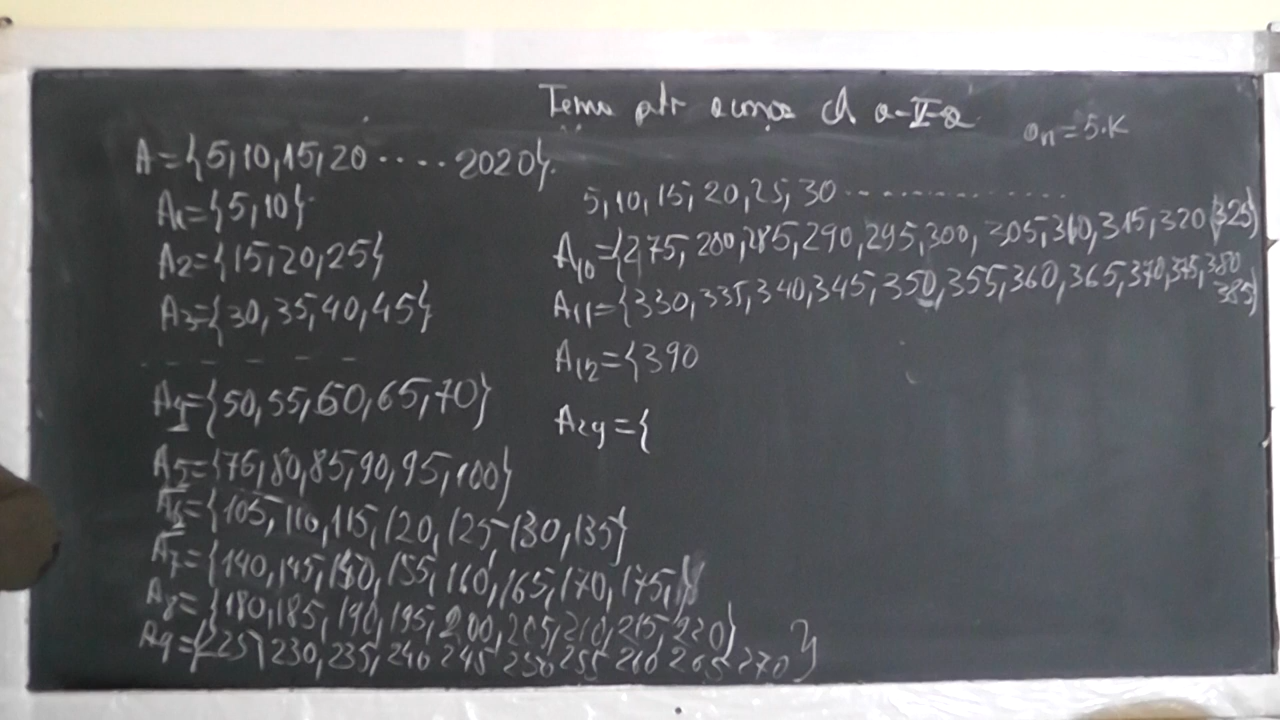 Tema ptr acasa cl a-V-a
an = 5.K
A={5,10,15,20.....2020}.
A1={5,10}
A2={15,20,25}
A3={30,35,40,45}
- - - - -
A4={50,55,60,65,70}
A5={76,80,85,90,95,100}
A6={105,110,115,120,125,130,135}
A7={140,145,150,155,160,165,170,175,}
A8={180,185,190,195,200,205,210,215,220}
A9={225,230,235,240 245 250 255 260 265 270}
5,10,15,20,25,30...............
A10={275,280,285,290,295,300,305,310,315,320,325}
A11={330,335,340,345,350,355,360,365,370,375,380
385}
A12={390
A29={